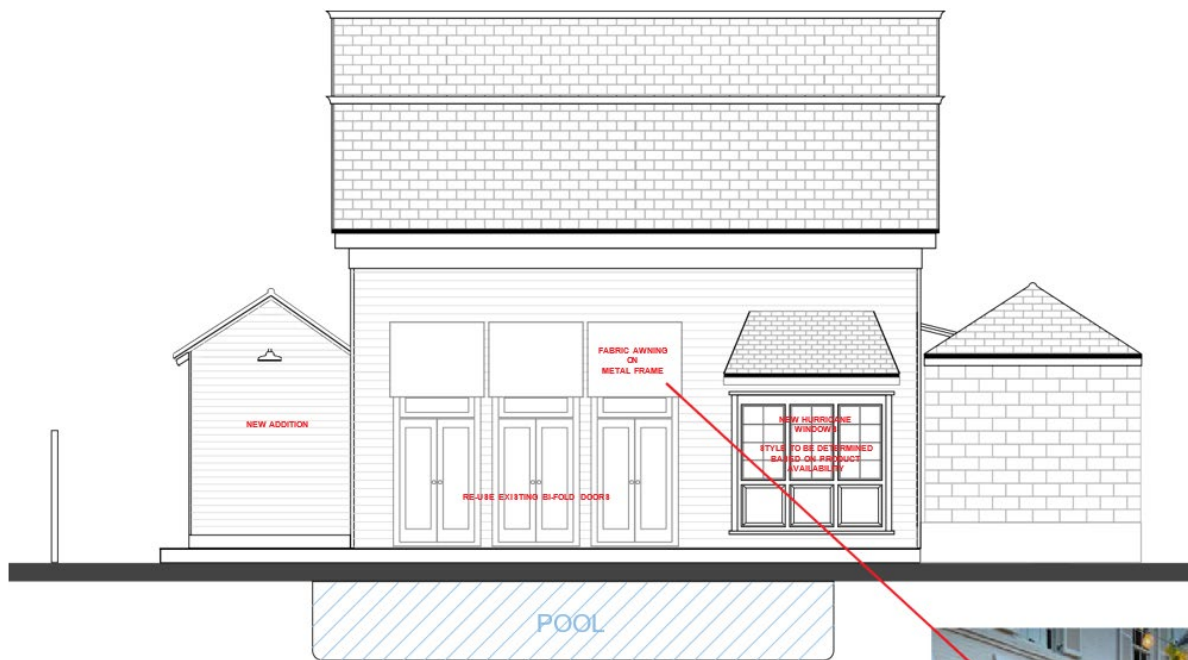 FABRIC AWNING
ON
METAL FRAME
NEW ADDITION
NEW HURRICANE
WINDOWS
STYLE TO BE DETERMINED
BASED ON PRODUCT
AVAILABILITY
RE-USE EXISTING BI-FOLD DOORS
POOL